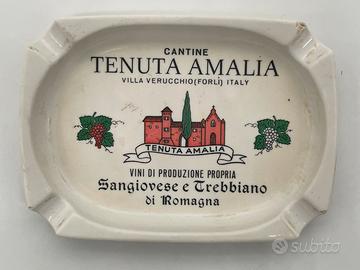 CANTINE
TENUTA AMALIA
VILLA VERUCCHIO (FORLÌ) ITALY
TENUTA AMALIA
VINI DI PRODUZIONE PROPRIA
Sangiovese e Trebbiano
di Romagna
subito